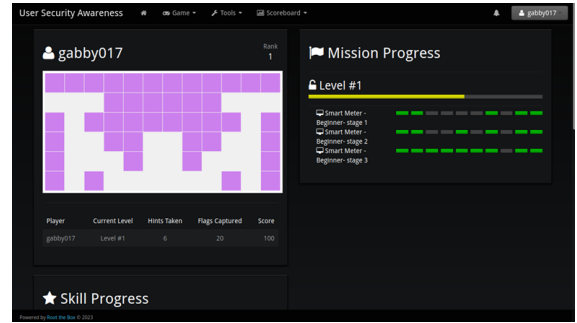 User Security Awareness
Game
Tools
Scoreboard
gabby017
gabby017
Rank
1
Player Current Level Hints Taken Flags Captured Score
gabby017 Level #1 6 20 100
Skill Progress
Mission Progress
Level #1
Smart Meter -
Beginner- stage 1
Smart Meter -
Beginner- stage 2
Smart Meter -
Beginner- stage 3
Powered by Root the Box © 2023